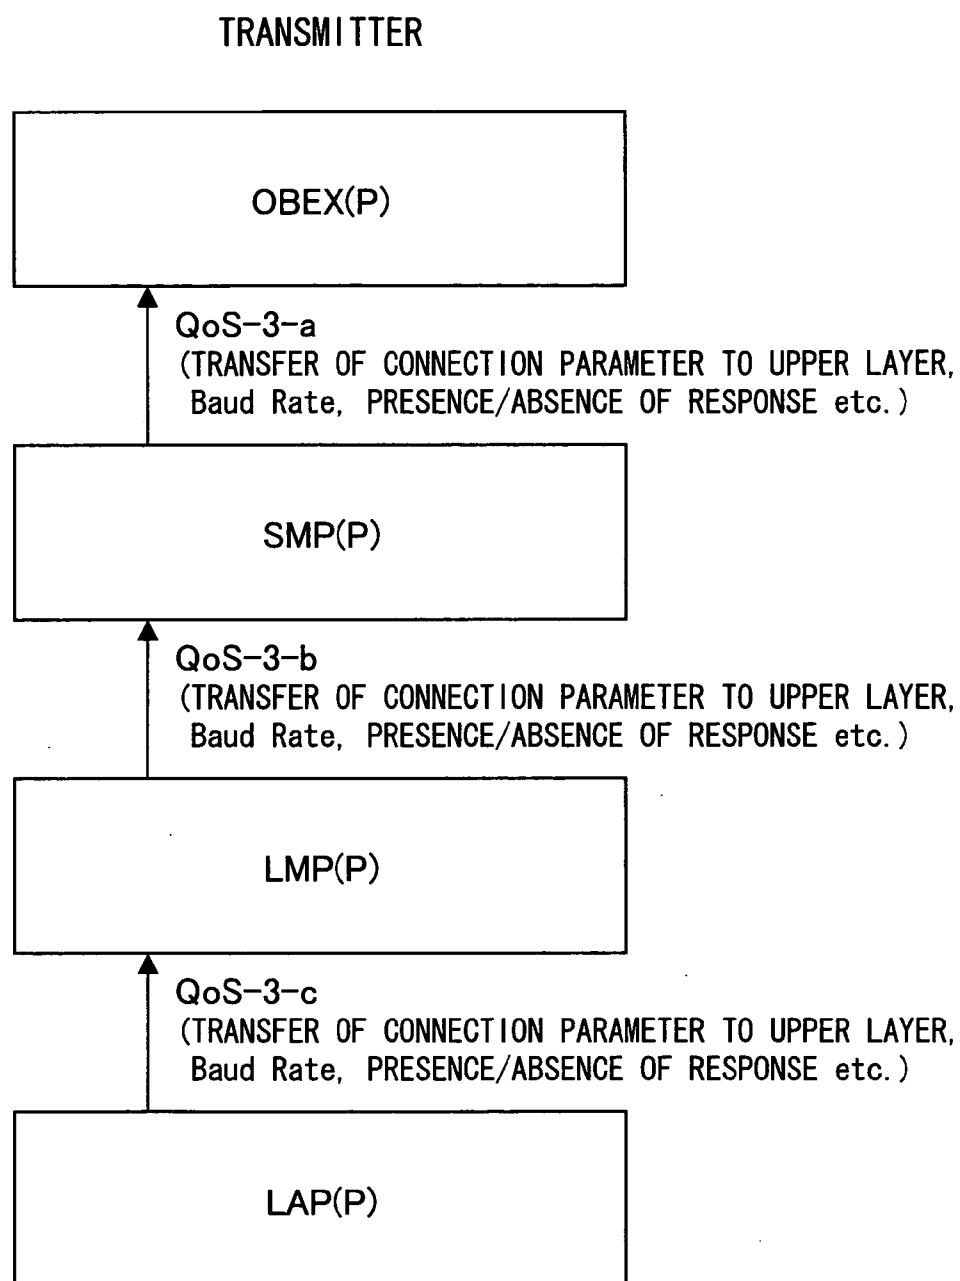 TRANSMITTER
OBEX(P)
QoS-3-a
(TRANSFER OF CONNECTION PARAMETER TO UPPER LAYER,
Baud Rate, PRESENCE/ABSENCE OF RESPONSE etc.)
SMP(P)
QoS-3-b
(TRANSFER OF CONNECTION PARAMETER TO UPPER LAYER,
Baud Rate, PRESENCE/ABSENCE OF RESPONSE etc.)
LMP(P)
QoS-3-c
(TRANSFER OF CONNECTION PARAMETER TO UPPER LAYER,
Baud Rate, PRESENCE/ABSENCE OF RESPONSE etc.)
LAP(P)